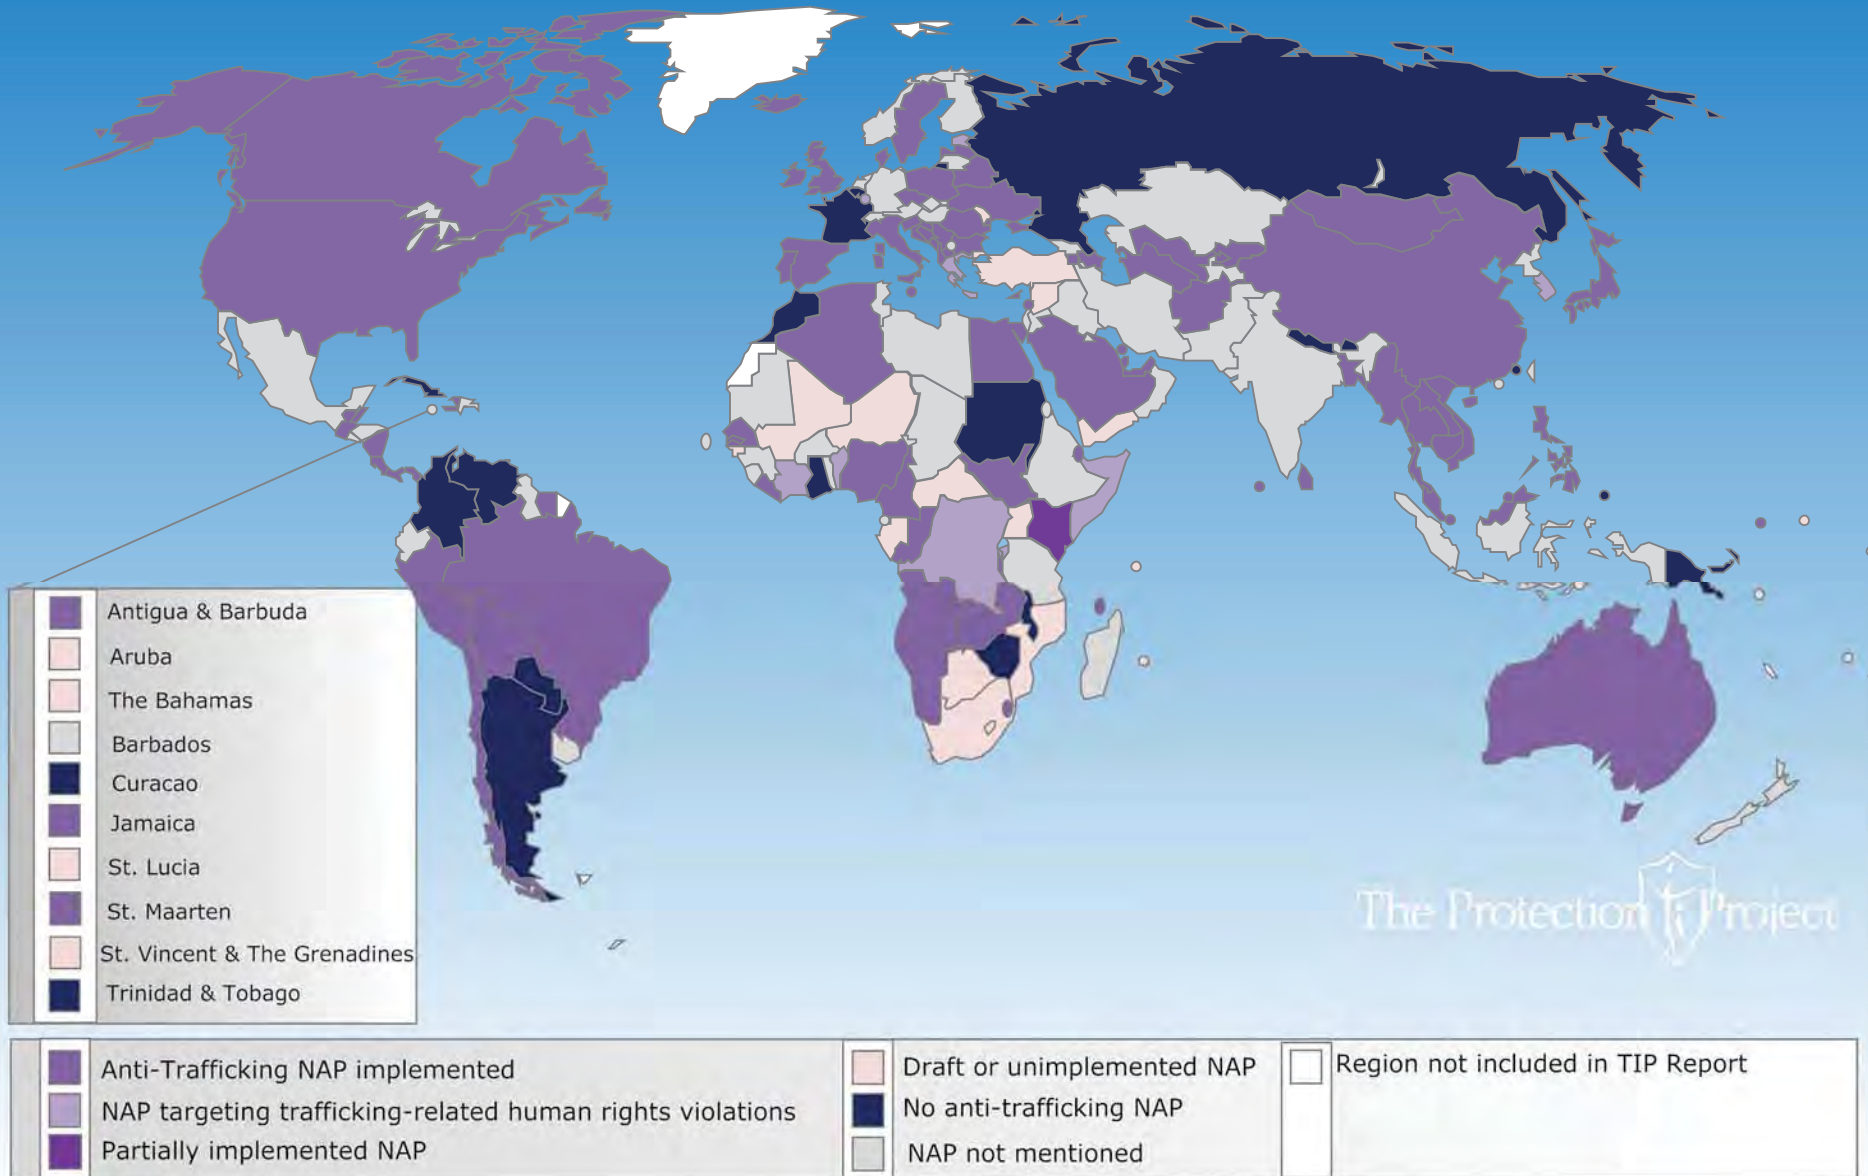 Antigua & Barbuda
Aruba
The Bahamas
Barbados
Curacao
Jamaica
St. Lucia
St. Maarten
St. Vincent & The Grenadines
Trinidad & Tobago
The Protection Project
Anti-Trafficking NAP implemented
NAP targeting trafficking-related human rights violations
Partially implemented NAP
Draft or unimplemented NAP
No anti-trafficking NAP
NAP not mentioned
Region not included in TIP Report